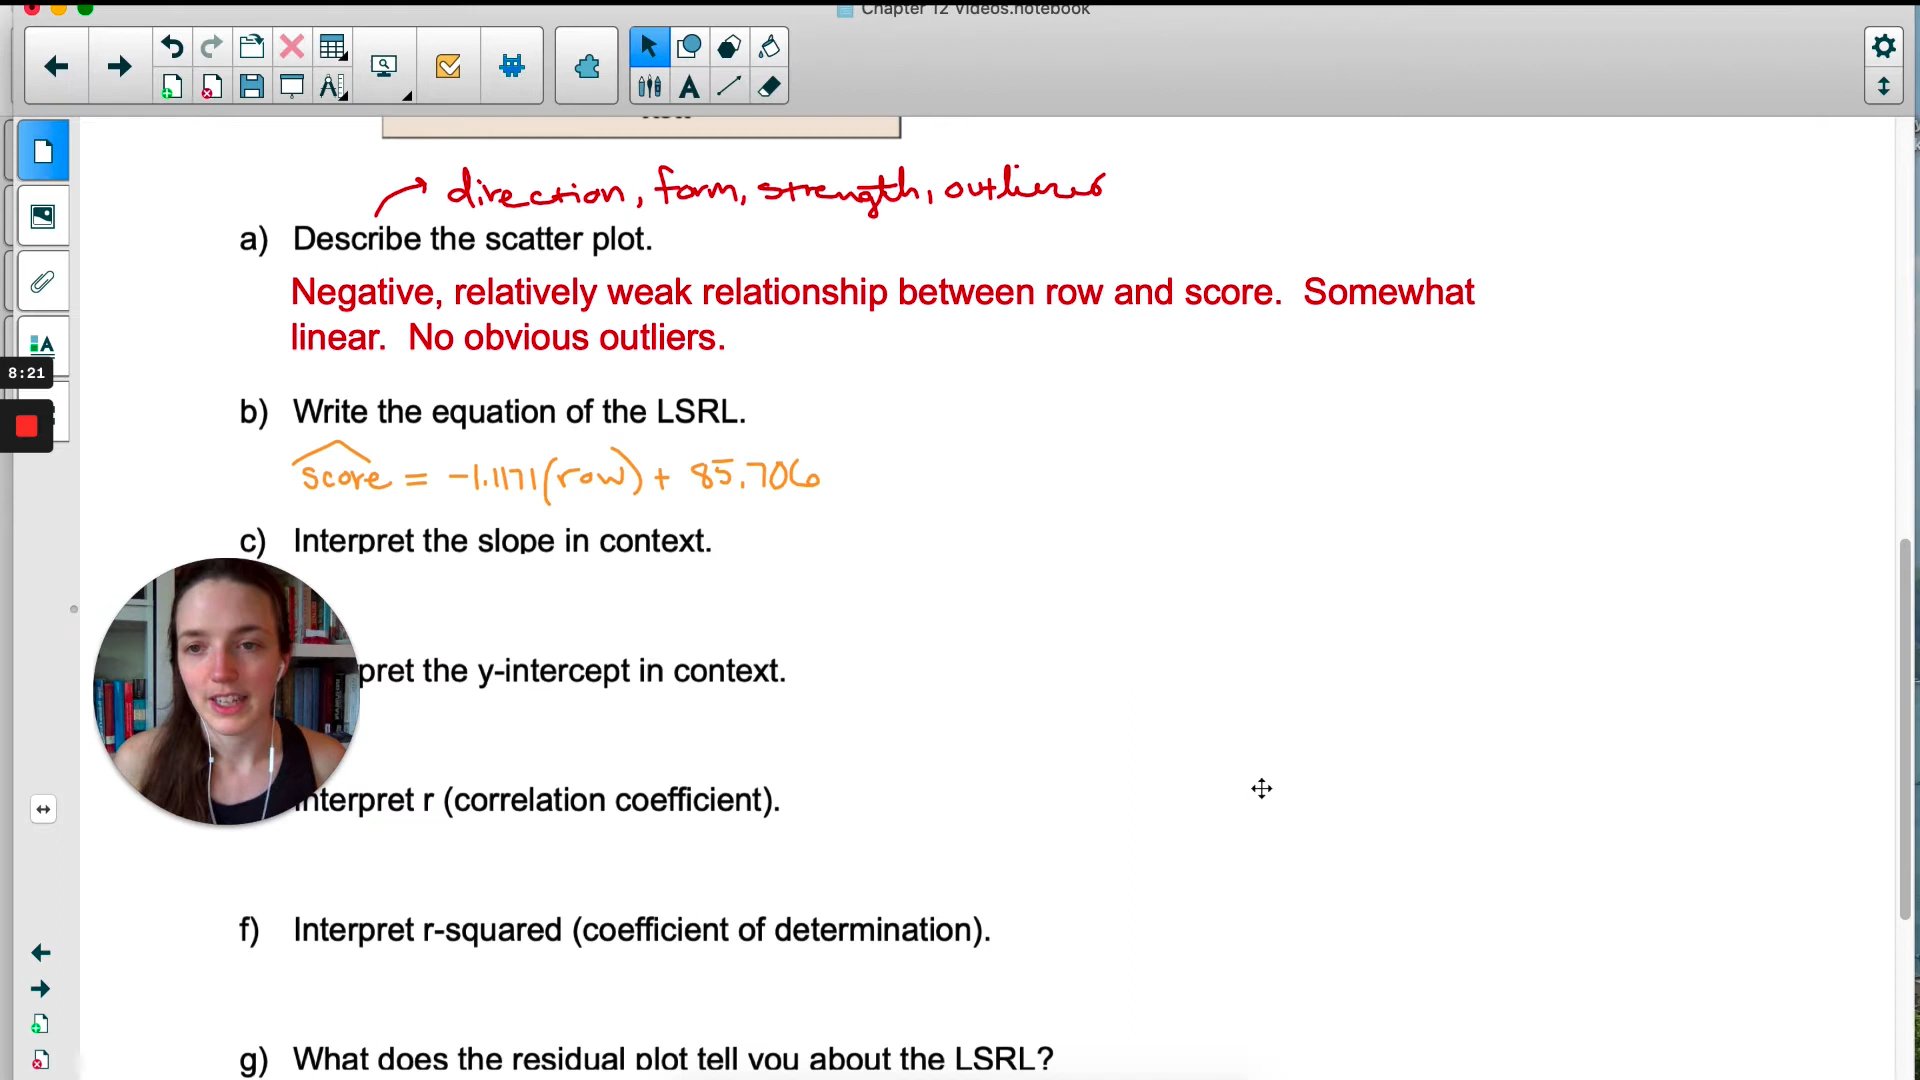 Chapter 12 Videos.notebook
direction, form, strength, outliers
a) Describe the scatter plot.
Negative, relatively weak relationship between row and score. Somewhat
linear. No obvious outliers.
8:21
b) Write the equation of the LSRL.
score = -1.1171(row) + 85.706
c) Interpret the slope in context.
pret the y-intercept in context.
Interpret r (correlation coefficient).
f) Interpret r-squared (coefficient of determination).
g) What does the residual plot tell you about the LSRL?